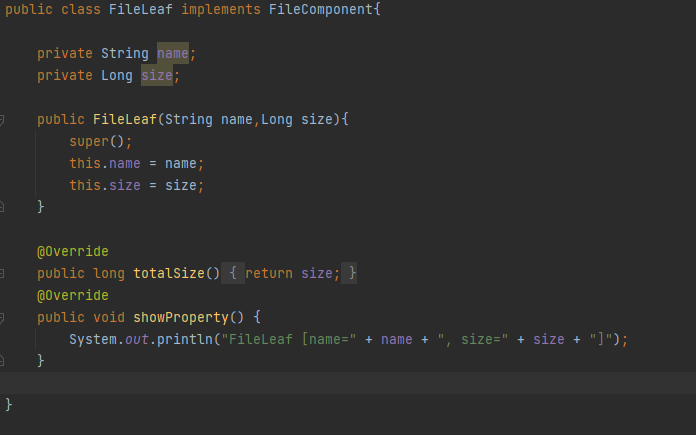 public class FileLeaf implements FileComponent{
private String name;
private Long size;
public FileLeaf(String name,Long size){
super();
this.name = name;
this.size = size;
}
@Override
public long totalSize() { return size; }
@Override
public void showProperty() {
System.out.println("FileLeaf [name=" + name + ", size=" + size + "]");
}
}